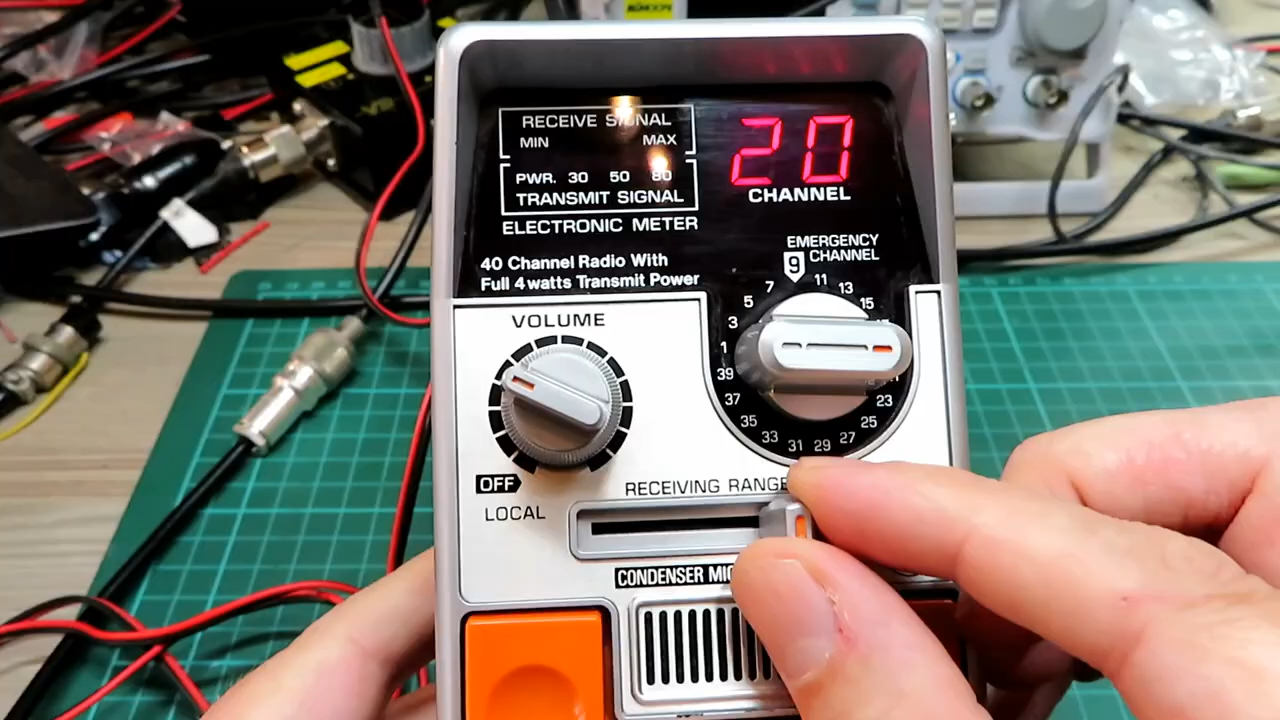 RECEIVE SIGNAL
MIN MAX
PWR. 30 50 80
TRANSMIT SIGNAL
ELECTRONIC METER
20
CHANNEL
40 Channel Radio With
Full 4 watts Transmit Power
EMERGENCY
CHANNEL
9
11
13
15
7
5
3
1
39
37
35
33
31
29
27
25
23
VOLUME
OFF
LOCAL
RECEIVING RANGE
CONDENSER